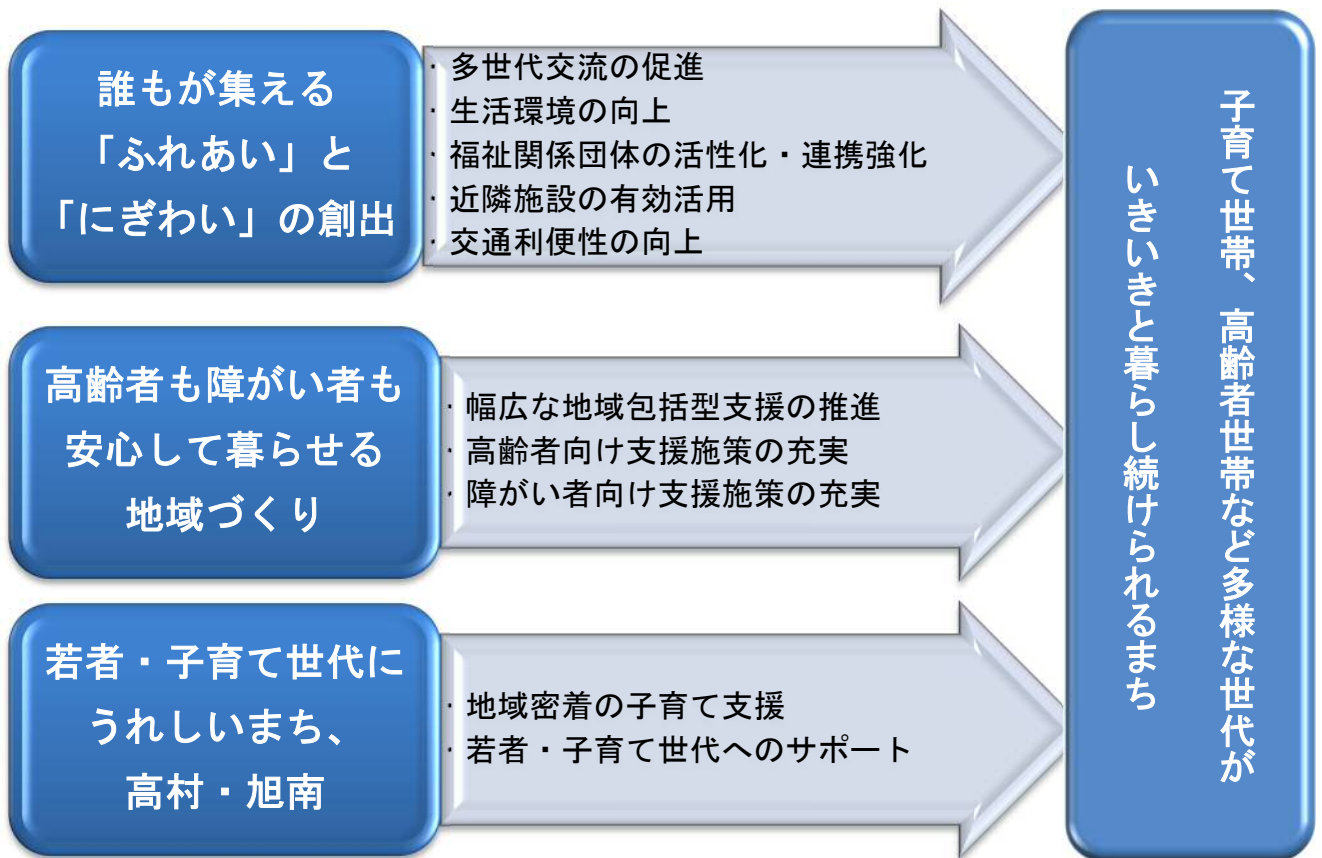 誰もが集える
「ふれあい」と
「にぎわい」の創出
· 多世代交流の促進
· 生活環境の向上
· 福祉関係団体の活性化・連携強化
· 近隣施設の有効活用
· 交通利便性の向上
高齢者も障がい者も
安心して暮らせる
地域づくり
· 幅広な地域包括型支援の推進
· 高齢者向け支援施策の充実
· 障がい者向け支援施策の充実
若者・子育て世代に
うれしいまち、
高村・旭南
· 地域密着の子育て支援
· 若者・子育て世代へのサポート
子育て世帯、高齢者世帯など多様な世代が
いきいきと暮らし続けられるまち